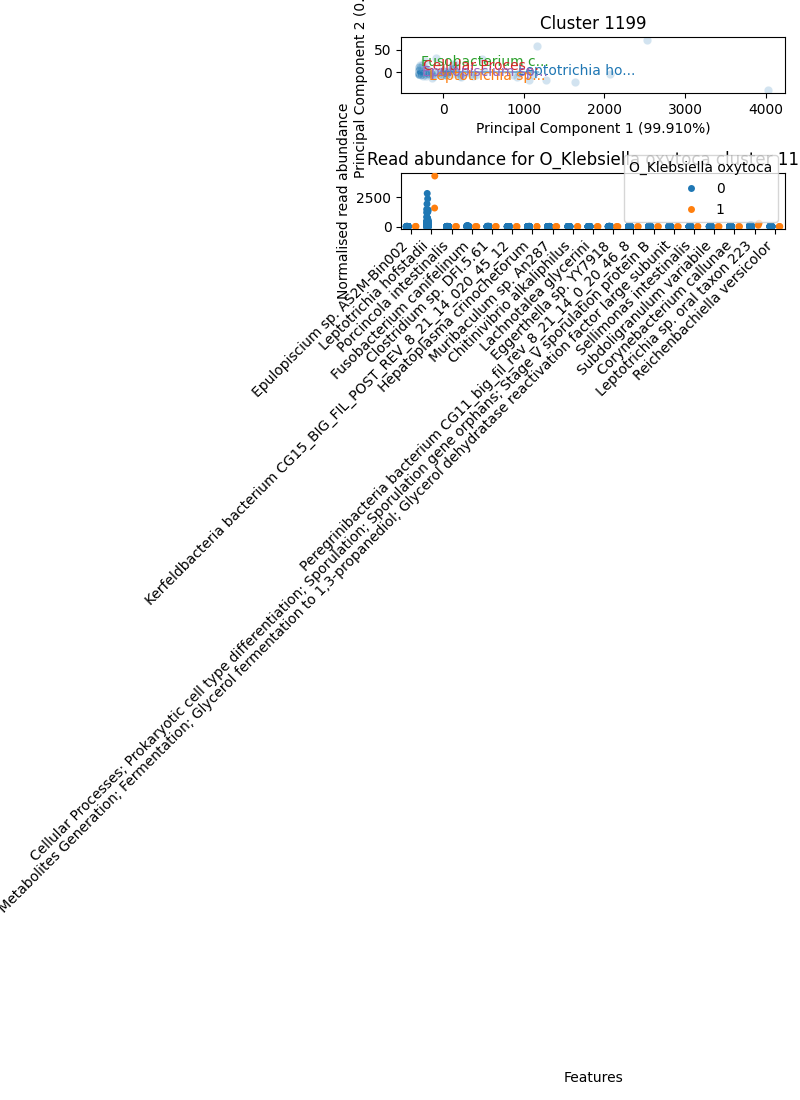 Cluster 1199
Principal Component 2 (0.
50
0
Fusobacterium c...
Cellular Proces...
Leptotrichia ho...
Leptotrichia sp...
0
1000
2000
3000
4000
Principal Component 1 (99.910%)
Read abundance for O_Klebsiella oxytoca cluster 11
Normalised read abundance
2500
0
O_Klebsiella oxytoca
0
1
Epulopiscium sp. AS2M-Bin002
Leptotrichia hofstadii
Porcincola intestinalis
Fusobacterium canifelinum
Clostridium sp. DFI.5.61
Kerfeldbacteria bacterium CG15_BIG_FIL_POST_REV_8_21_14_020_45_12
Hepatoplasma crinochetorum
Muribaculum sp. An287
Chitinivibrio alkaliphilus
Lachnotalea glycerini
Eggerthella sp. YY7918
Peregrinibacteria bacterium CG11_big_fil_rev_8_21_14_0_20_46_8
Cellular Processes; Prokaryotic cell type differentiation; Sporulation; Sporulation gene orphans; Stage V sporulation protein B
Metabolites Generation; Fermentation; Glycerol fermentation to 1,3-propanediol; Glycerol dehydratase reactivation factor large subunit
Sellimonas intestinalis
Subdoligranulum variabile
Corynebacterium callunae
Leptotrichia sp. oral taxon 223
Reichenbachiella versicolor
Features